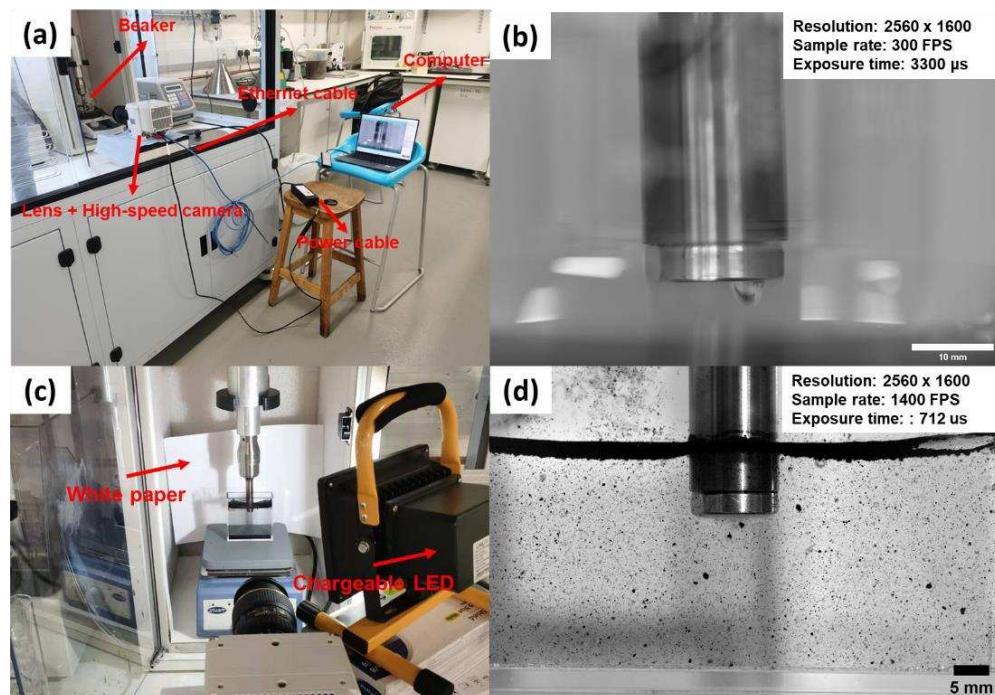 (a)
Beaker
Computer
Ethernet cable
Lens + High-speed camera
Power cable
(b)
Resolution: 2560 x 1600
Sample rate: 300 FPS
Exposure time: 3300 µs
10 mm
(c)
White paper
Chargeable LED
(d)
Resolution: 2560 x 1600
Sample rate: 1400 FPS
Exposure time: : 712 us
5 mm